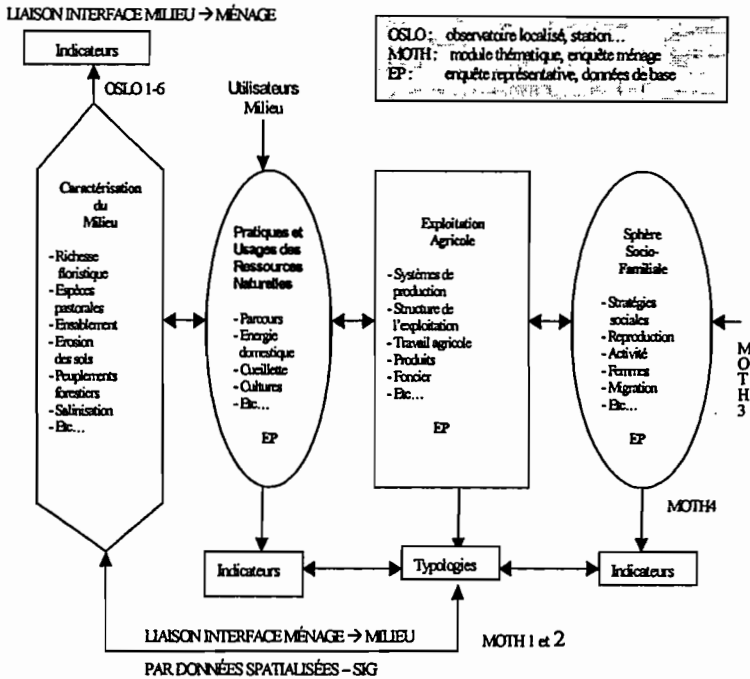 LIAISON INTERFACE MILIEU → MÉNAGE
Indicateurs
OSLO 1-6
OSLO : observatoire localisé, station...
MOTH : module thématique, enquête ménage
EP : enquête représentative, données de base
Utilisateurs
Milieu
Caractérisation
du
Milieu
- Richesse
floristique
- Espèces
pastorales
- Ensablement
- Erosion
des sols
- Peuplements
forestiers
- Salinisation
- Etc...
Pratiques et
Usages des
Ressources
Naturelles
- Parcours
- Energie
domestique
- Cueillette
- Cultures
- Etc...
EP
Exploitation
Agricole
- Systèmes de
production
- Structure de
l'exploitation
- Travail agricole
- Produits
- Foncier
- Etc...
EP
Sphère
Socio-
Familiale
- Stratégies
sociales
- Reproduction
- Activité
- Femmes
- Migration
- Etc...
EP
M
O
T
H
3
MOTH4
Indicateurs
Typologies
Indicateurs
LIAISON INTERFACE MÉNAGE → MILIEU
MOTH 1 et 2
PAR DONNÉES SPATIALISÉES – SIG